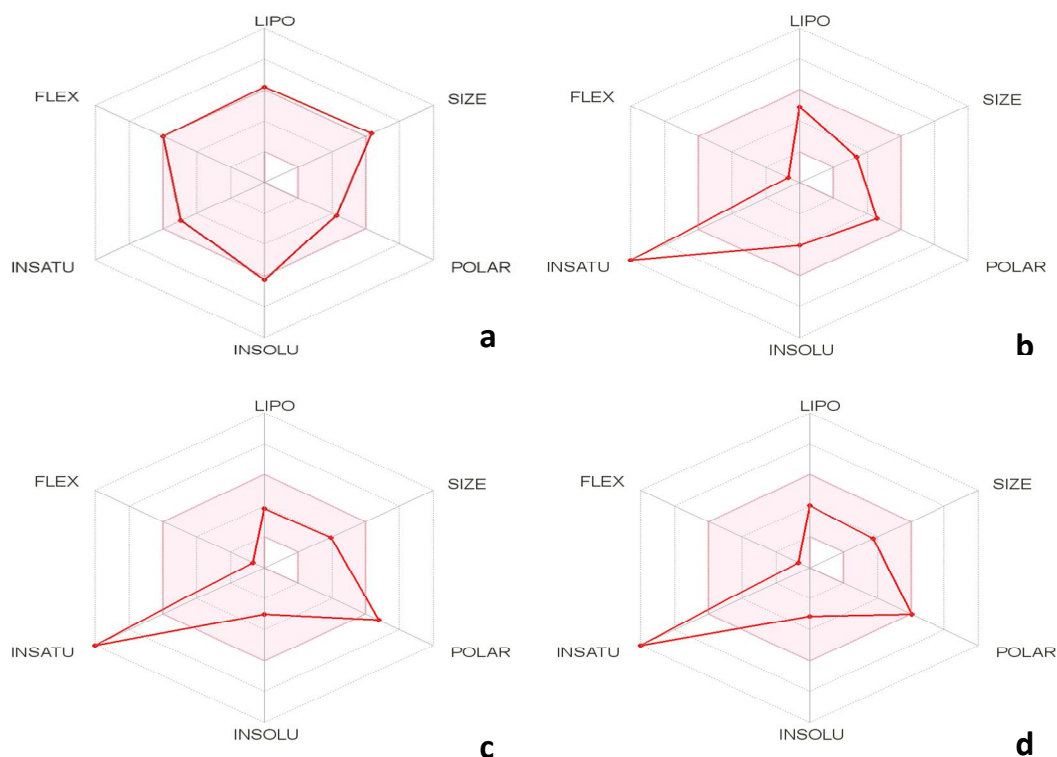 LIPO
FLEX
SIZE
INSATU
POLAR
INSOLU
a
LIPO
FLEX
SIZE
INSATU
POLAR
INSOLU
b
LIPO
FLEX
SIZE
INSATU
POLAR
INSOLU
c
LIPO
FLEX
SIZE
INSATU
POLAR
INSOLU
d